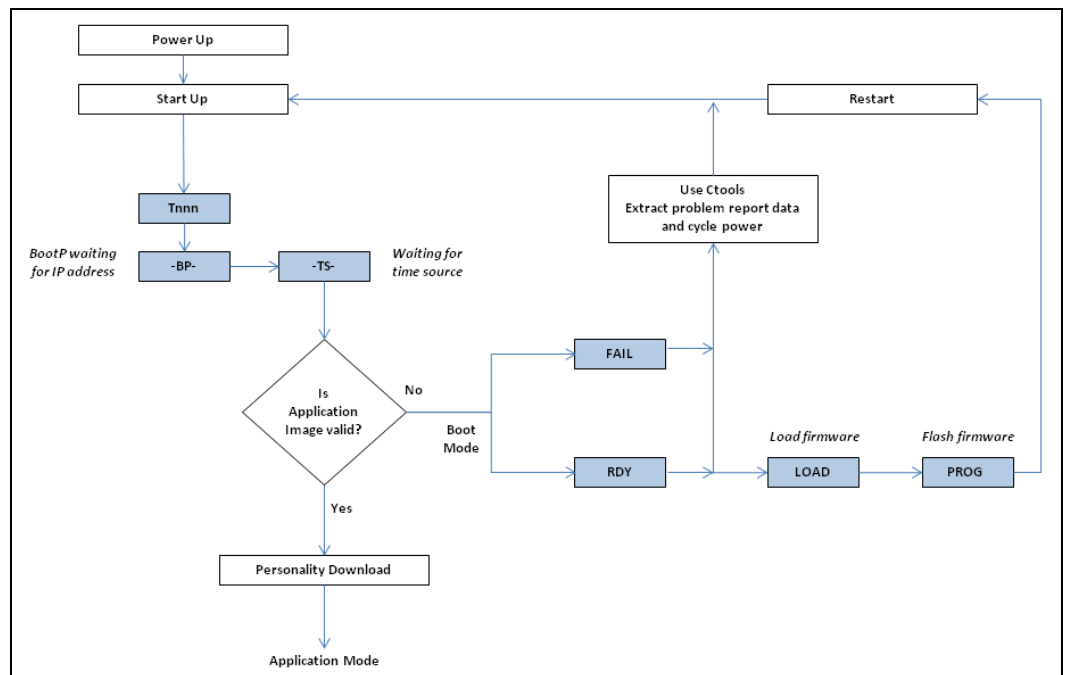 Power Up
Start Up
Restart
Use Ctools
Extract problem report data
and cycle power
Tnnn
BootP waiting
for IP address
-BP-
-TS-
Waiting for
time source
FAIL
Is
Application
Image valid?
No
Boot
Mode
RDY
Load firmware
LOAD
Flash firmware
PROG
Yes
Personality Download
Application Mode